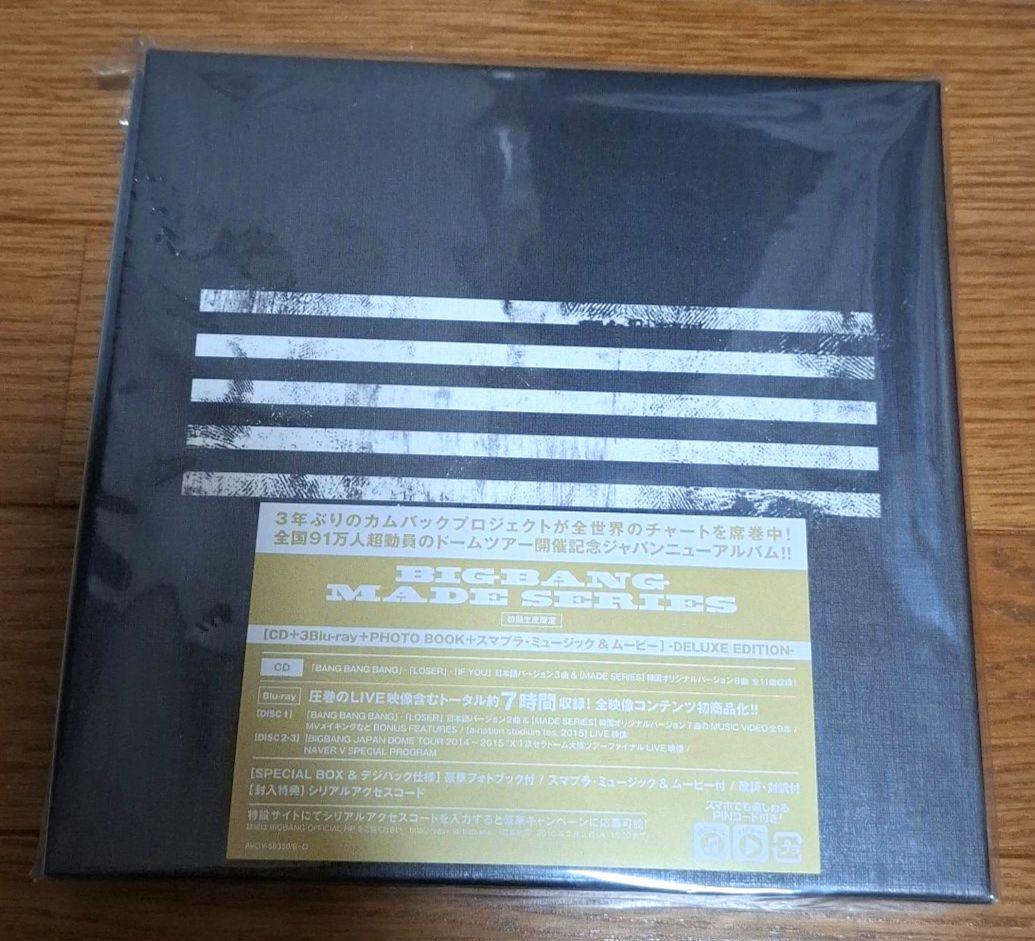 3年ぶりのカムバックプロジェクトが全世界のチャートを席巻中!
全国91万人超動員のドームツアー開催記念ジャパンニューアルバム!!
BIGBANG
MADE SERIES
初回生産限定
[CD+3Blu-ray+PHOTO BOOK+スマプラ・ミュージック&ムービー] -DELUXE EDITION-
CD 「BANG BANG BANG」・「LOSER」・「IF YOU」日本語バージョン3曲&[MADE SERIES]韓国オリジナルバージョン8曲 全11曲収録!
Blu-ray 圧巻のLIVE映像含むトータル約7時間収録! 全映像コンテンツ初商品化!!
[DISC 1] 「BANG BANG BANG」・「LOSER」日本語バージョン2曲&[MADE SERIES]韓国オリジナルバージョン7曲の MUSIC VIDEO全9本/
MVメイキングなど BONUS FEATURES / [a-nation stadium fes. 2015] LIVE 映像
[DISC 2-3] [BIGBANG JAPAN DOME TOUR 2014～2015 "X"]京セラドーム大阪ツアーファイナル LIVE 映像 /
NAVER V SPECIAL PROGRAM
[SPECIAL BOX & デジパック仕様] 豪華フォトブック付 / スマプラ・ミュージック&ムービー付 / 歌詞・対訳付
[封入特典] シリアルアクセスコード
特設サイトにてシリアルアクセスコードを入力すると豪華キャンペーンに応募可能!
詳細は BIGBANG OFFICIAL HP をご覧ください
スマホでも楽しめる
PINコード付き!